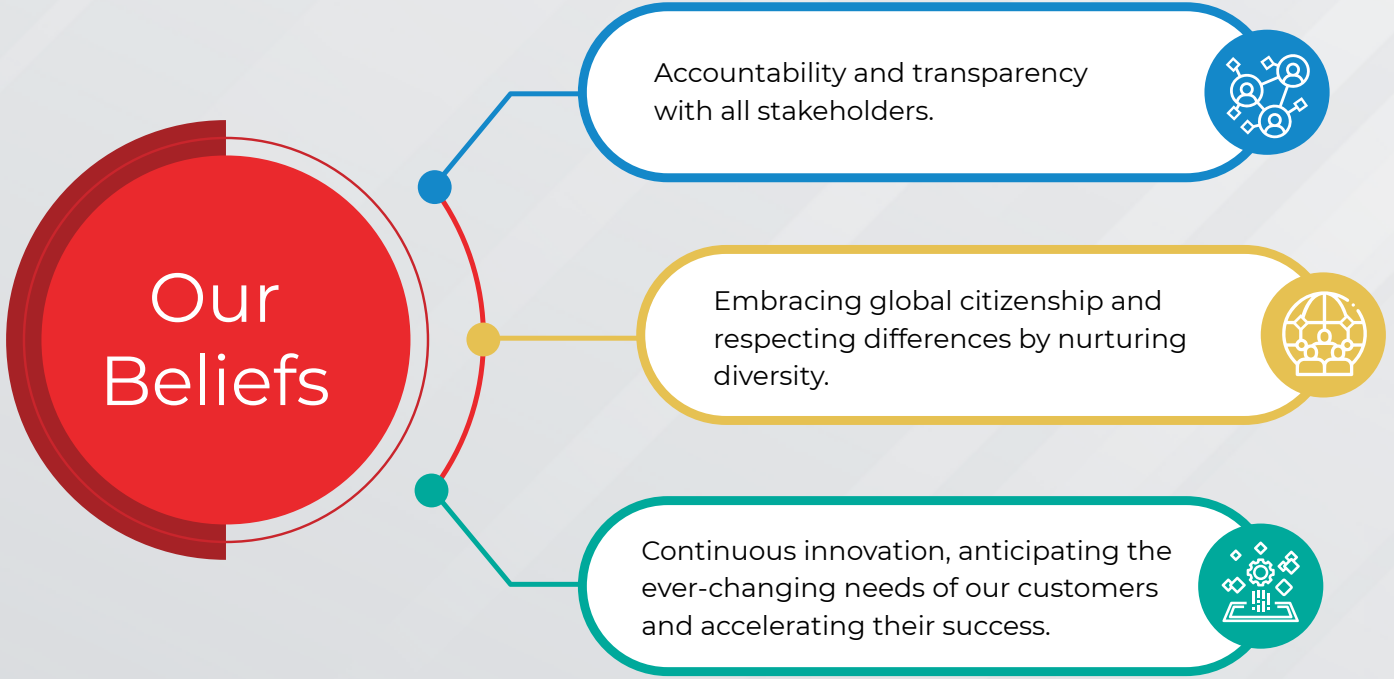 Our
Beliefs
Accountability and transparency
with all stakeholders.
Embracing global citizenship and
respecting differences by nurturing
diversity.
Continuous innovation, anticipating the
ever-changing needs of our customers
and accelerating their success.